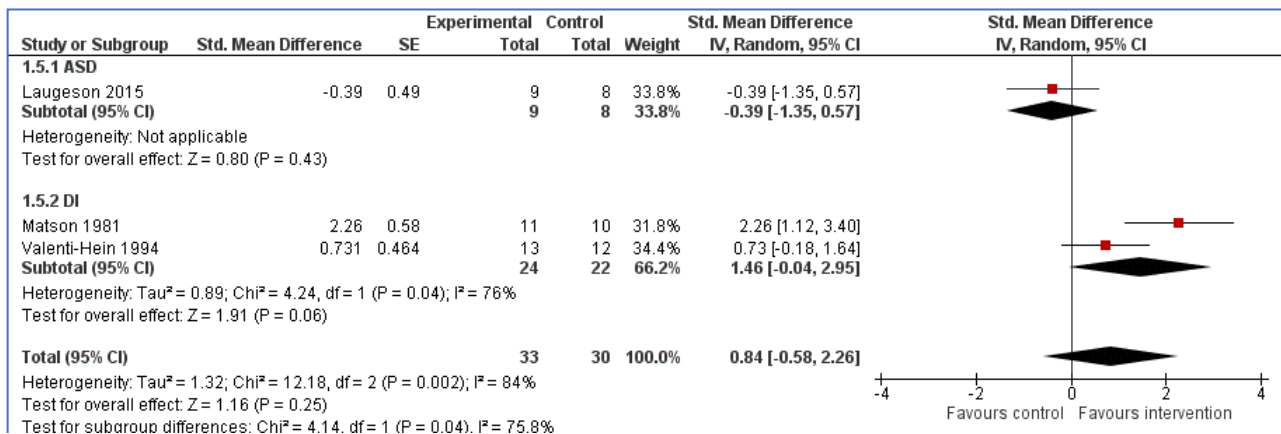 Experimental Control Std. Mean Difference Std. Mean Difference
Study or Subgroup Std. Mean Difference SE Total Total Weight IV, Random, 95% CI IV, Random, 95% CI
1.5.1 ASD
Laugeson 2015 -0.39 0.49 9 8 33.8% -0.39 [-1.35, 0.57]
Subtotal (95% CI) 9 8 33.8% -0.39 [-1.35, 0.57]
Heterogeneity: Not applicable
Test for overall effect: Z = 0.80 (P = 0.43)
1.5.2 DI
Matson 1981 2.26 0.58 11 10 31.8% 2.26 [1.12, 3.40]
Valenti-Hein 1994 0.731 0.464 13 12 34.4% 0.73 [-0.18, 1.64]
Subtotal (95% CI) 24 22 66.2% 1.46 [-0.04, 2.95]
Heterogeneity: Tau² = 0.89; Chi² = 4.24, df = 1 (P = 0.04); I² = 76%
Test for overall effect: Z = 1.91 (P = 0.06)
Total (95% CI) 33 30 100.0% 0.84 [-0.58, 2.26]
Heterogeneity: Tau² = 1.32; Chi² = 12.18, df = 2 (P = 0.002); I² = 84%
Test for overall effect: Z = 1.16 (P = 0.25)
Test for subgroup differences: Chi² = 4.14, df = 1 (P = 0.04), I² = 75.8%
-4 -2 0 2 4
Favours control Favours intervention